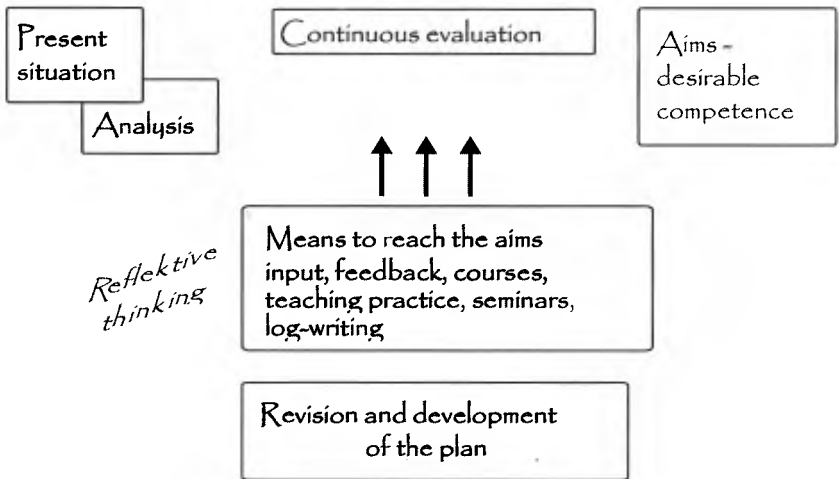 Present
situation
Analysis
Continuous evaluation
Aims -
desirable
competence
Reflektive
thinking
Means to reach the aims
input, feedback, courses,
teaching practice, seminars,
log-writing
Revision and development
of the plan